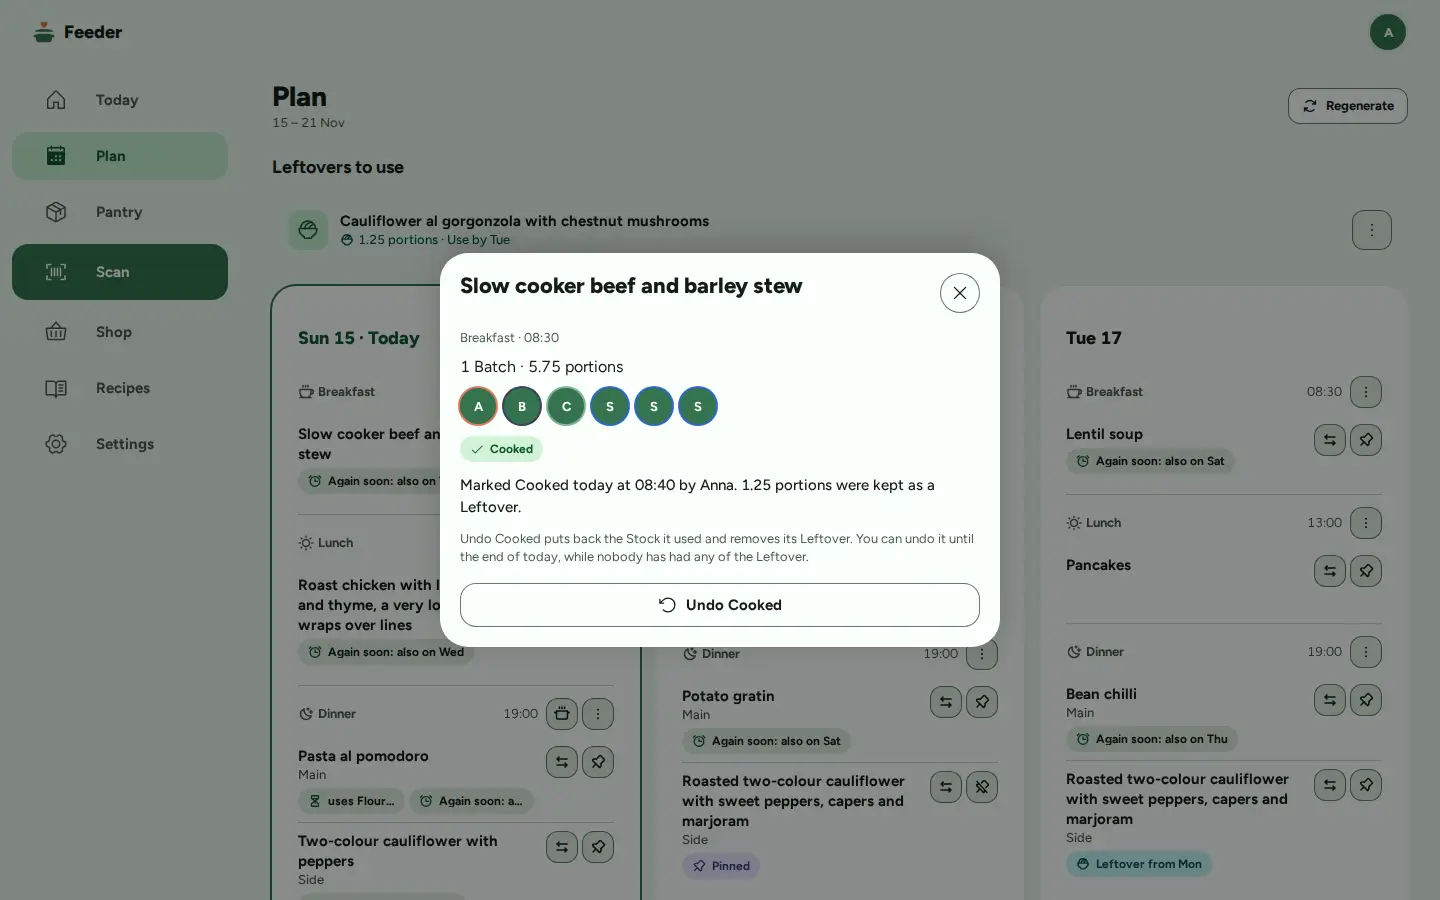 Feeder
A
Today
Plan
Pantry
Scan
Shop
Recipes
Settings
Plan
15 – 21 Nov
Regenerate
Leftovers to use
Cauliflower al gorgonzola with chestnut mushrooms
1.25 portions · Use by Tue
Slow cooker beef and barley stew
Breakfast · 08:30
1 Batch · 5.75 portions
A B C S S S
Cooked
Marked Cooked today at 08:40 by Anna. 1.25 portions were kept as a
Leftover.
Undo Cooked puts back the Stock it used and removes its Leftover. You can undo it until
the end of today, while nobody has had any of the Leftover.
Undo Cooked
Sun 15 · Today
Breakfast
Slow cooker beef an
stew
Again soon: also on
Lunch
Roast chicken with
and thyme, a very lo
wraps over lines
Again soon: also on Wed
Dinner
19:00
Pasta al pomodoro
Main
uses Flour...
Again soon: a...
Two-colour cauliflower with
peppers
Side
Dinner
19:00
Potato gratin
Main
Again soon: also on Sat
Roasted two-colour cauliflower
with sweet peppers, capers and
marjoram
Side
Pinned
Tue 17
Breakfast
08:30
Lentil soup
Again soon: also on Sat
Lunch
13:00
Pancakes
Dinner
19:00
Bean chilli
Main
Again soon: also on Thu
Roasted two-colour cauliflower
with sweet peppers, capers and
marjoram
Side
Leftover from Mon